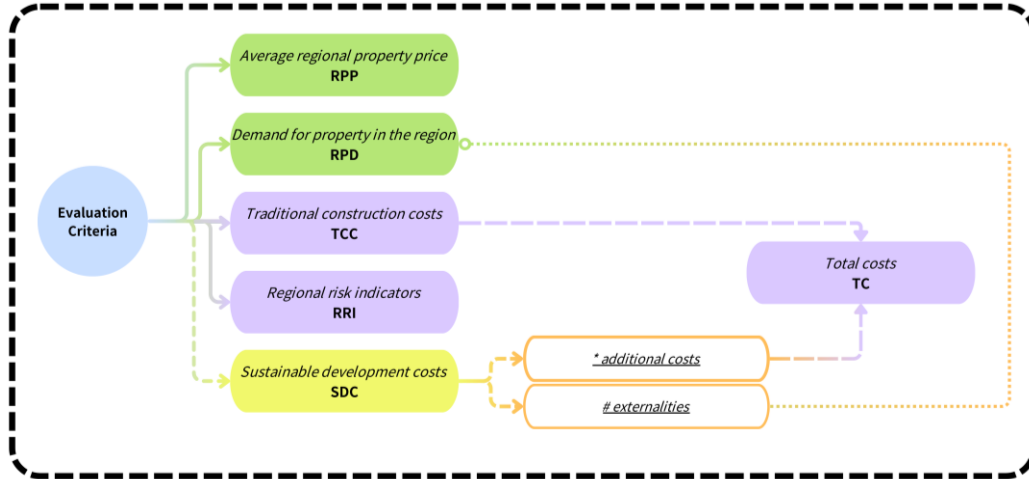 Average regional property price
RPP
Demand for property in the region
RPD
Evaluation
Criteria
Traditional construction costs
TCC
Total costs
TC
Regional risk indicators
RRI
Sustainable development costs
SDC
* additional costs
# externalities